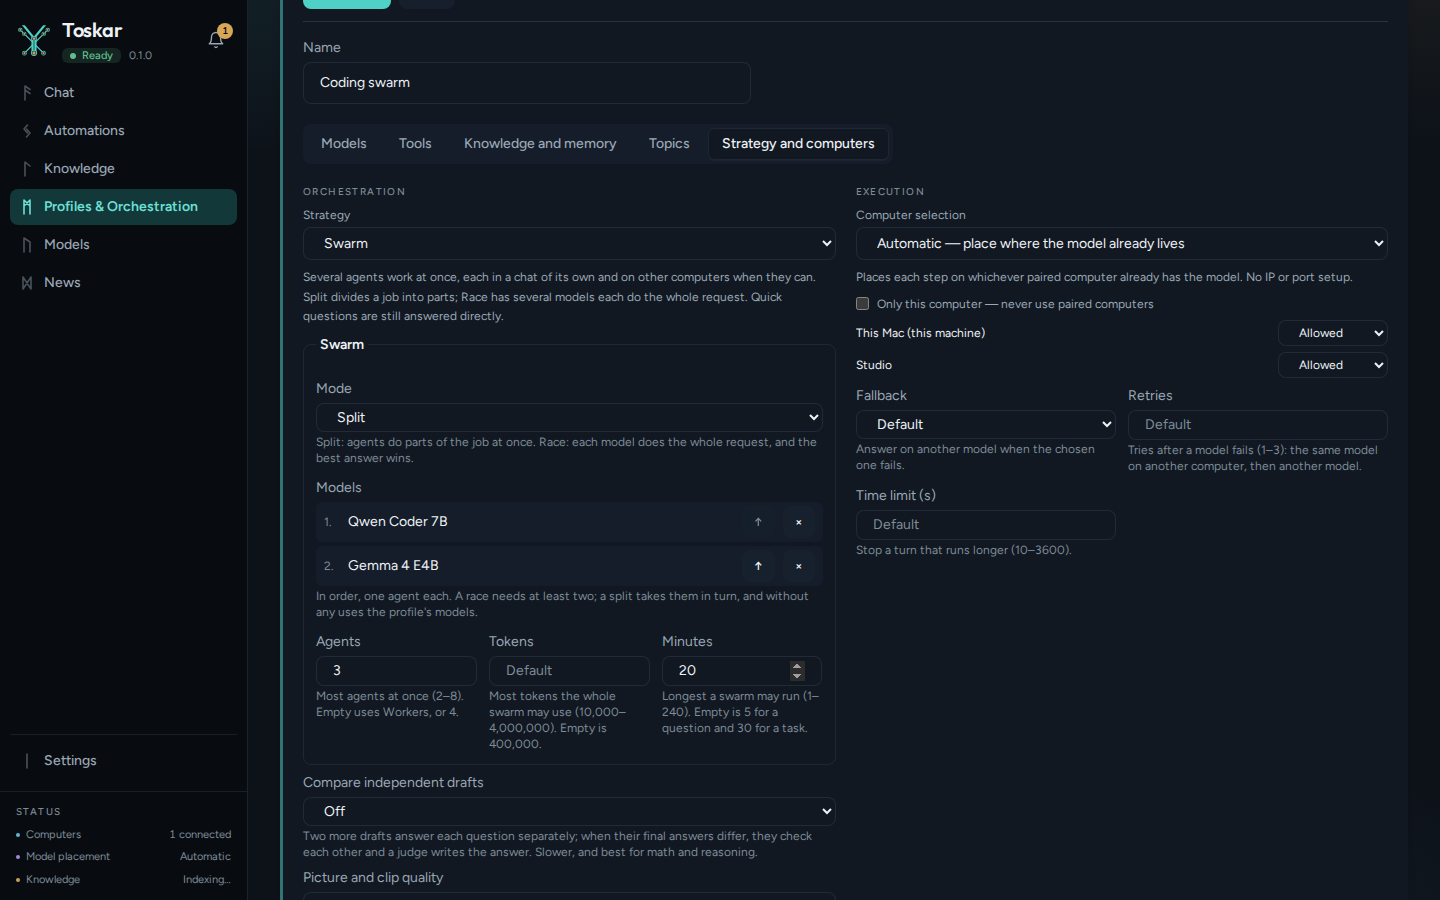 Toskar
Ready 0.1.0
1
Chat
Automations
Knowledge
Profiles & Orchestration
Models
News
Settings
STATUS
Computers 1 connected
Model placement Automatic
Knowledge Indexing…
Name
Coding swarm
Models Tools Knowledge and memory Topics Strategy and computers
ORCHESTRATION
Strategy
Swarm
Several agents work at once, each in a chat of its own and on other computers when they can.
Split divides a job into parts; Race has several models each do the whole request. Quick
questions are still answered directly.
Swarm
Mode
Split
Split: agents do parts of the job at once. Race: each model does the whole request, and the
best answer wins.
Models
1. Qwen Coder 7B ↑ ×
2. Gemma 4 E4B ↑ ×
In order, one agent each. A race needs at least two; a split takes them in turn, and without
any uses the profile's models.
Agents
3
Most agents at once (2–8).
Empty uses Workers, or 4.
Tokens
Default
Most tokens the whole
swarm may use (10,000–
4,000,000). Empty is
400,000.
Minutes
20
Longest a swarm may run (1–
240). Empty is 5 for a
question and 30 for a task.
Compare independent drafts
Off
Two more drafts answer each question separately; when their final answers differ, they check
each other and a judge writes the answer. Slower, and best for math and reasoning.
Picture and clip quality
EXECUTION
Computer selection
Automatic — place where the model already lives
Places each step on whichever paired computer already has the model. No IP or port setup.
Only this computer — never use paired computers
This Mac (this machine) Allowed
Studio Allowed
Fallback
Default
Answer on another model when the chosen
one fails.
Retries
Default
Tries after a model fails (1–3): the same model
on another computer, then another model.
Time limit (s)
Default
Stop a turn that runs longer (10–3600).